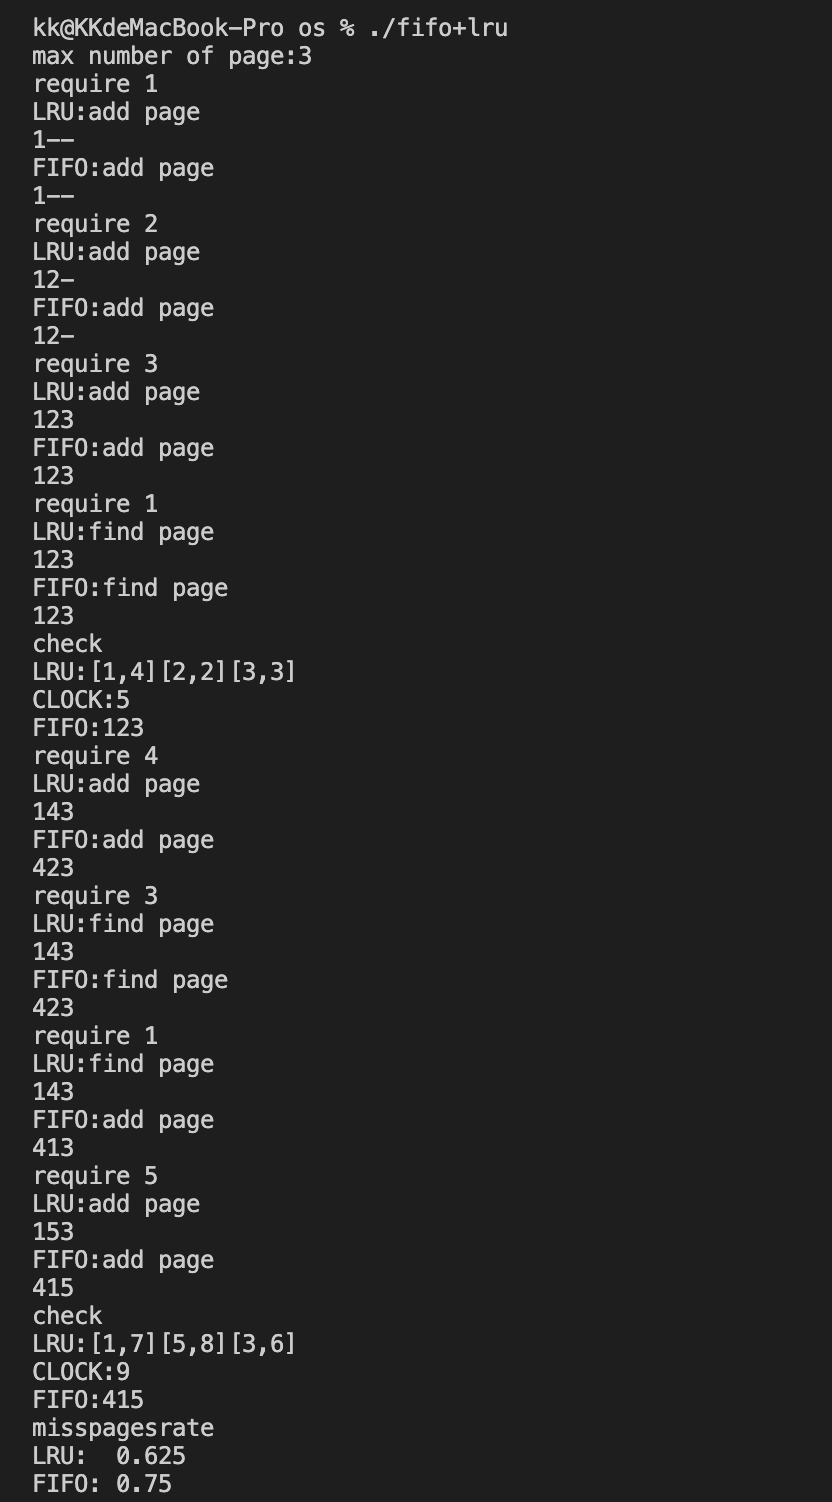 kk@KKdeMacBook-Pro os % ./fifo+lru
max number of page:3
require 1
LRU:add page
1--
FIFO:add page
1--
require 2
LRU:add page
12-
FIFO:add page
12-
require 3
LRU:add page
123
FIFO:add page
123
require 1
LRU:find page
123
FIFO:find page
123
check
LRU:[1,4][2,2][3,3]
CLOCK:5
FIFO:123
require 4
LRU:add page
143
FIFO:add page
423
require 3
LRU:find page
143
FIFO:find page
423
require 1
LRU:find page
143
FIFO:add page
413
require 5
LRU:add page
153
FIFO:add page
415
check
LRU:[1,7][5,8][3,6]
CLOCK:9
FIFO:415
misspagesrate
LRU:  0.625
FIFO: 0.75